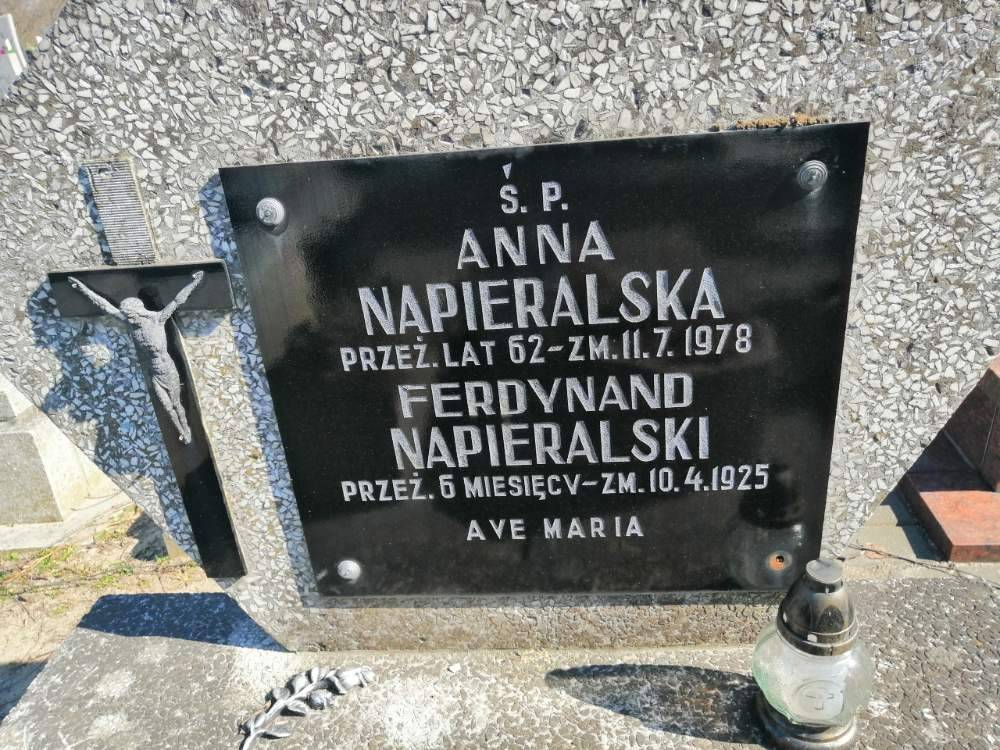 Ś. P.
ANNA
NAPIERALSKA
PRZEŻ. LAT 62 – ZM. 11. 7. 1978
FERDYNAND
NAPIERALSKI
PRZEŻ. 6 MIESIĘCY – ZM. 10. 4. 1925
AVE MARIA